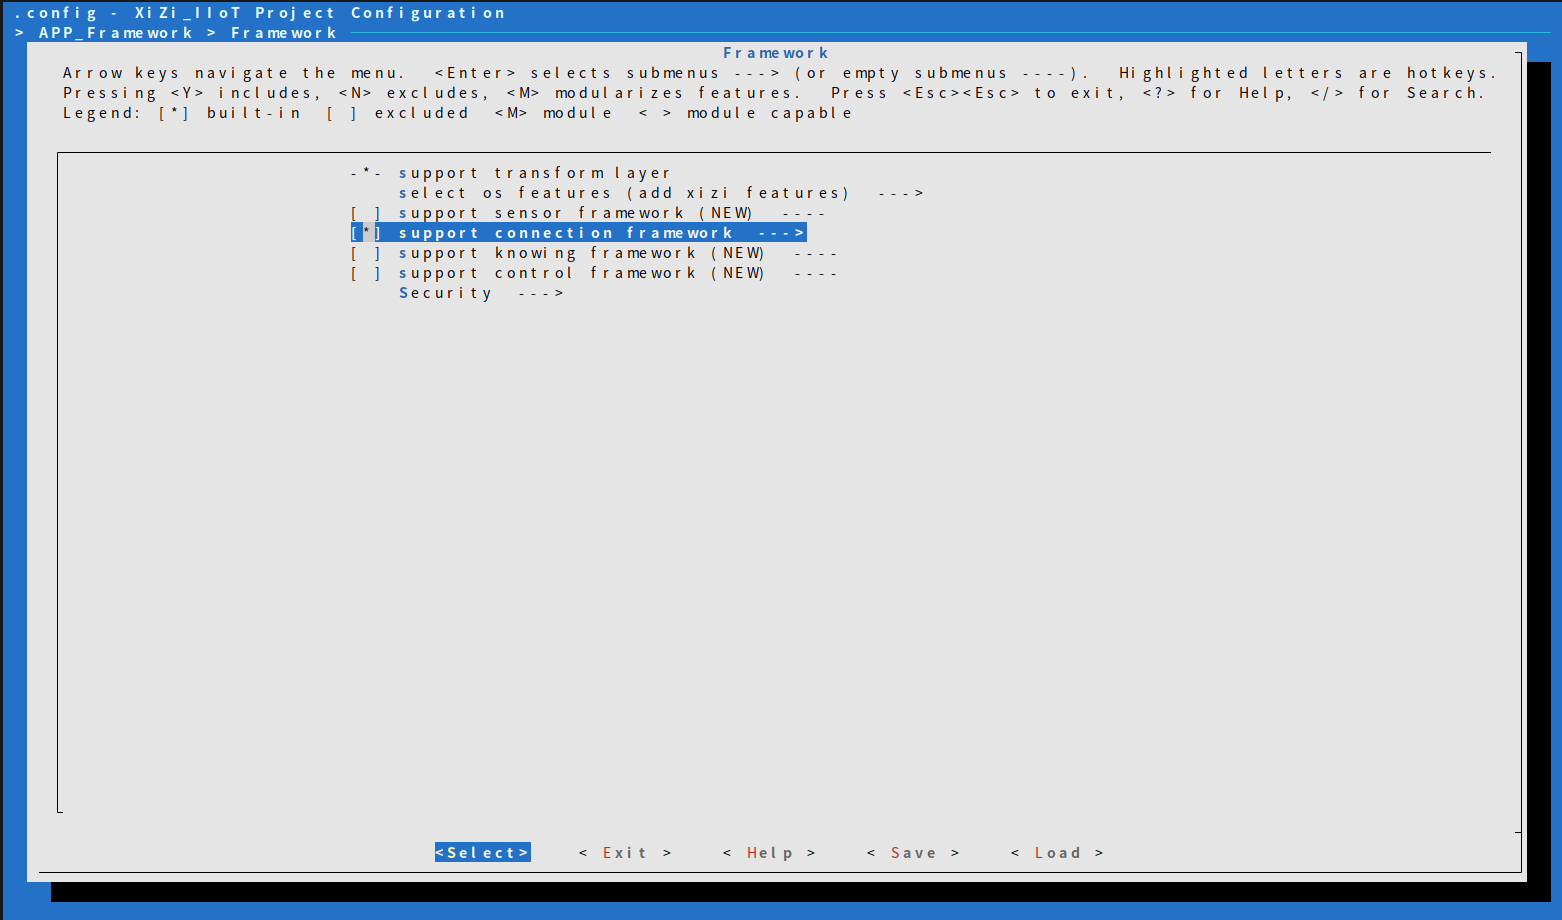 .config - XiZi_IIoT Project Configuration
> APP_Framework > Framework
Framework
Arrow keys navigate the menu.  <Enter> selects submenus ---> (or empty submenus ----).  Highlighted letters are hotkeys.
Pressing <Y> includes, <N> excludes, <M> modularizes features.  Press <Esc><Esc> to exit, <?> for Help, </> for Search.
Legend: [*] built-in  [ ] excluded  <M> module  < > module capable
-*- support transform layer
select os features (add xizi features)  --->
[ ] support sensor framework (NEW)  ----
[*] support connection framework  --->
[ ] support knowing framework (NEW)  ----
[ ] support control framework (NEW)  ----
Security  --->
<Select>    < Exit >    < Help >    < Save >    < Load >